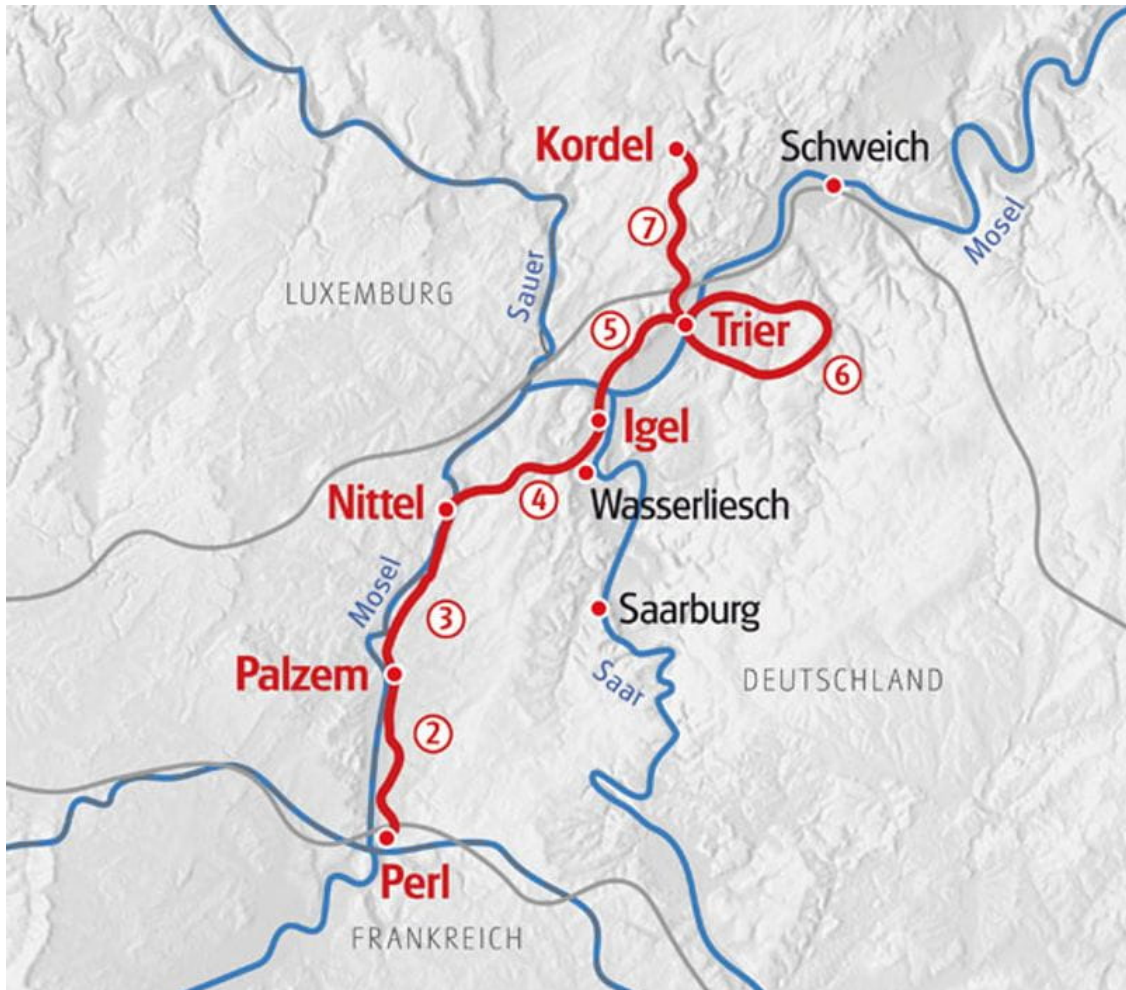 Kordel
Schweich
⑦
Mosel
Sauer
LUXEMBURG
⑤
Trier
⑥
Igel
Nittel
④
Wasserliesch
Mosel
③
Saarburg
Palzem
Saar
DEUTSCHLAND
②
Perl
FRANKREICH